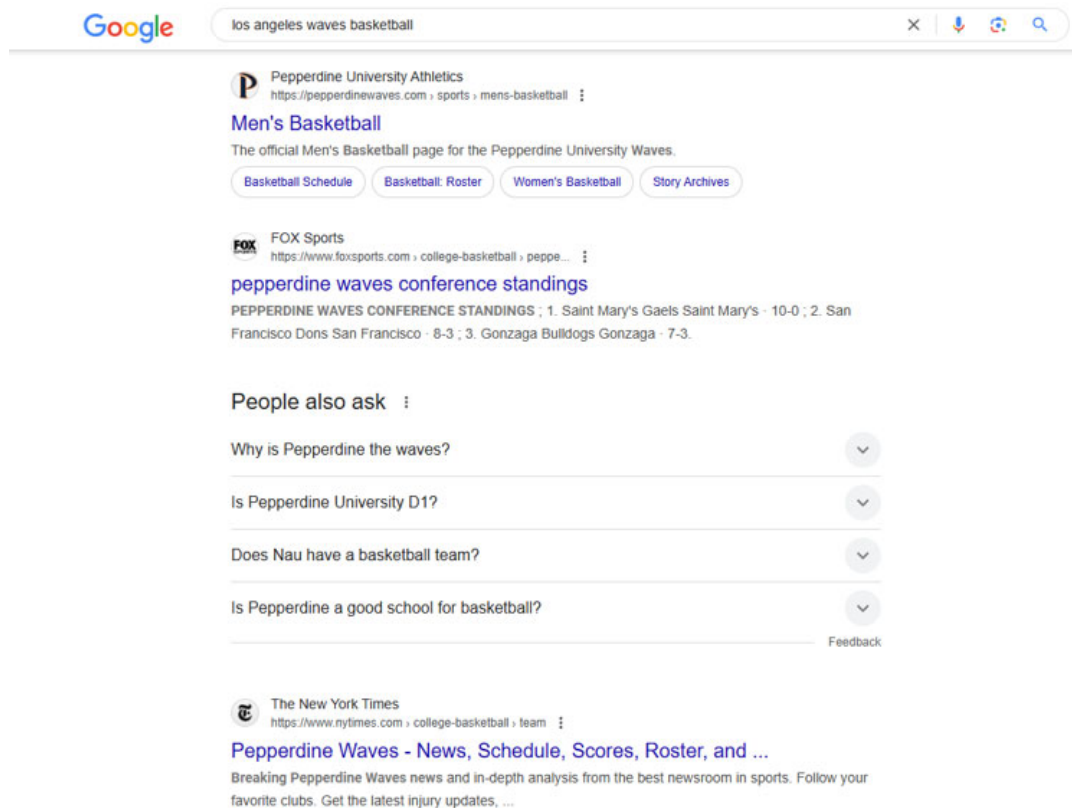 Google
los angeles waves basketball
P
Pepperdine University Athletics
https://pepperdinewaves.com › sports › mens-basketball
Men's Basketball
The official Men's Basketball page for the Pepperdine University Waves.
Basketball Schedule Basketball: Roster Women's Basketball Story Archives
FOX SPORTS
FOX Sports
https://www.foxsports.com › college-basketball › peppe...
pepperdine waves conference standings
PEPPERDINE WAVES CONFERENCE STANDINGS ; 1. Saint Mary's Gaels Saint Mary's · 10-0 ; 2. San
Francisco Dons San Francisco · 8-3 ; 3. Gonzaga Bulldogs Gonzaga · 7-3.
People also ask
Why is Pepperdine the waves?
Is Pepperdine University D1?
Does Nau have a basketball team?
Is Pepperdine a good school for basketball?
Feedback
T
The New York Times
https://www.nytimes.com › college-basketball › team
Pepperdine Waves - News, Schedule, Scores, Roster, and ...
Breaking Pepperdine Waves news and in-depth analysis from the best newsroom in sports. Follow your
favorite clubs. Get the latest injury updates, ...